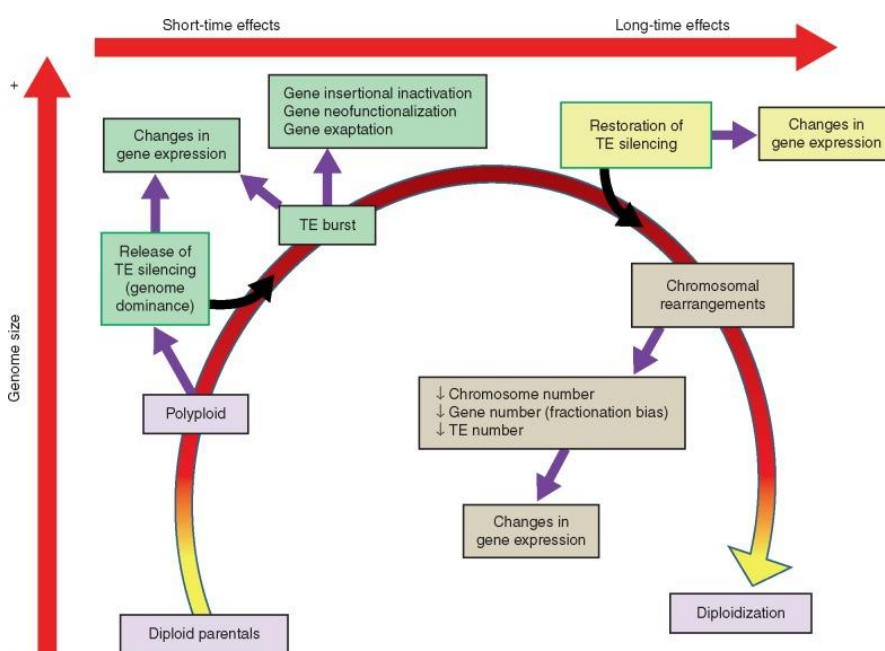 Short-time effects
Long-time effects
+
Genome size
Gene insertional inactivation
Gene neofunctionalization
Gene exaptation
Changes in
gene expression
Restoration of
TE silencing
Changes in
gene expression
TE burst
Release of
TE silencing
(genome
dominance)
Chromosomal
rearrangements
Polyploid
↓ Chromosome number
↓ Gene number (fractionation bias)
↓ TE number
Changes in
gene expression
Diploidization
Diploid parentals